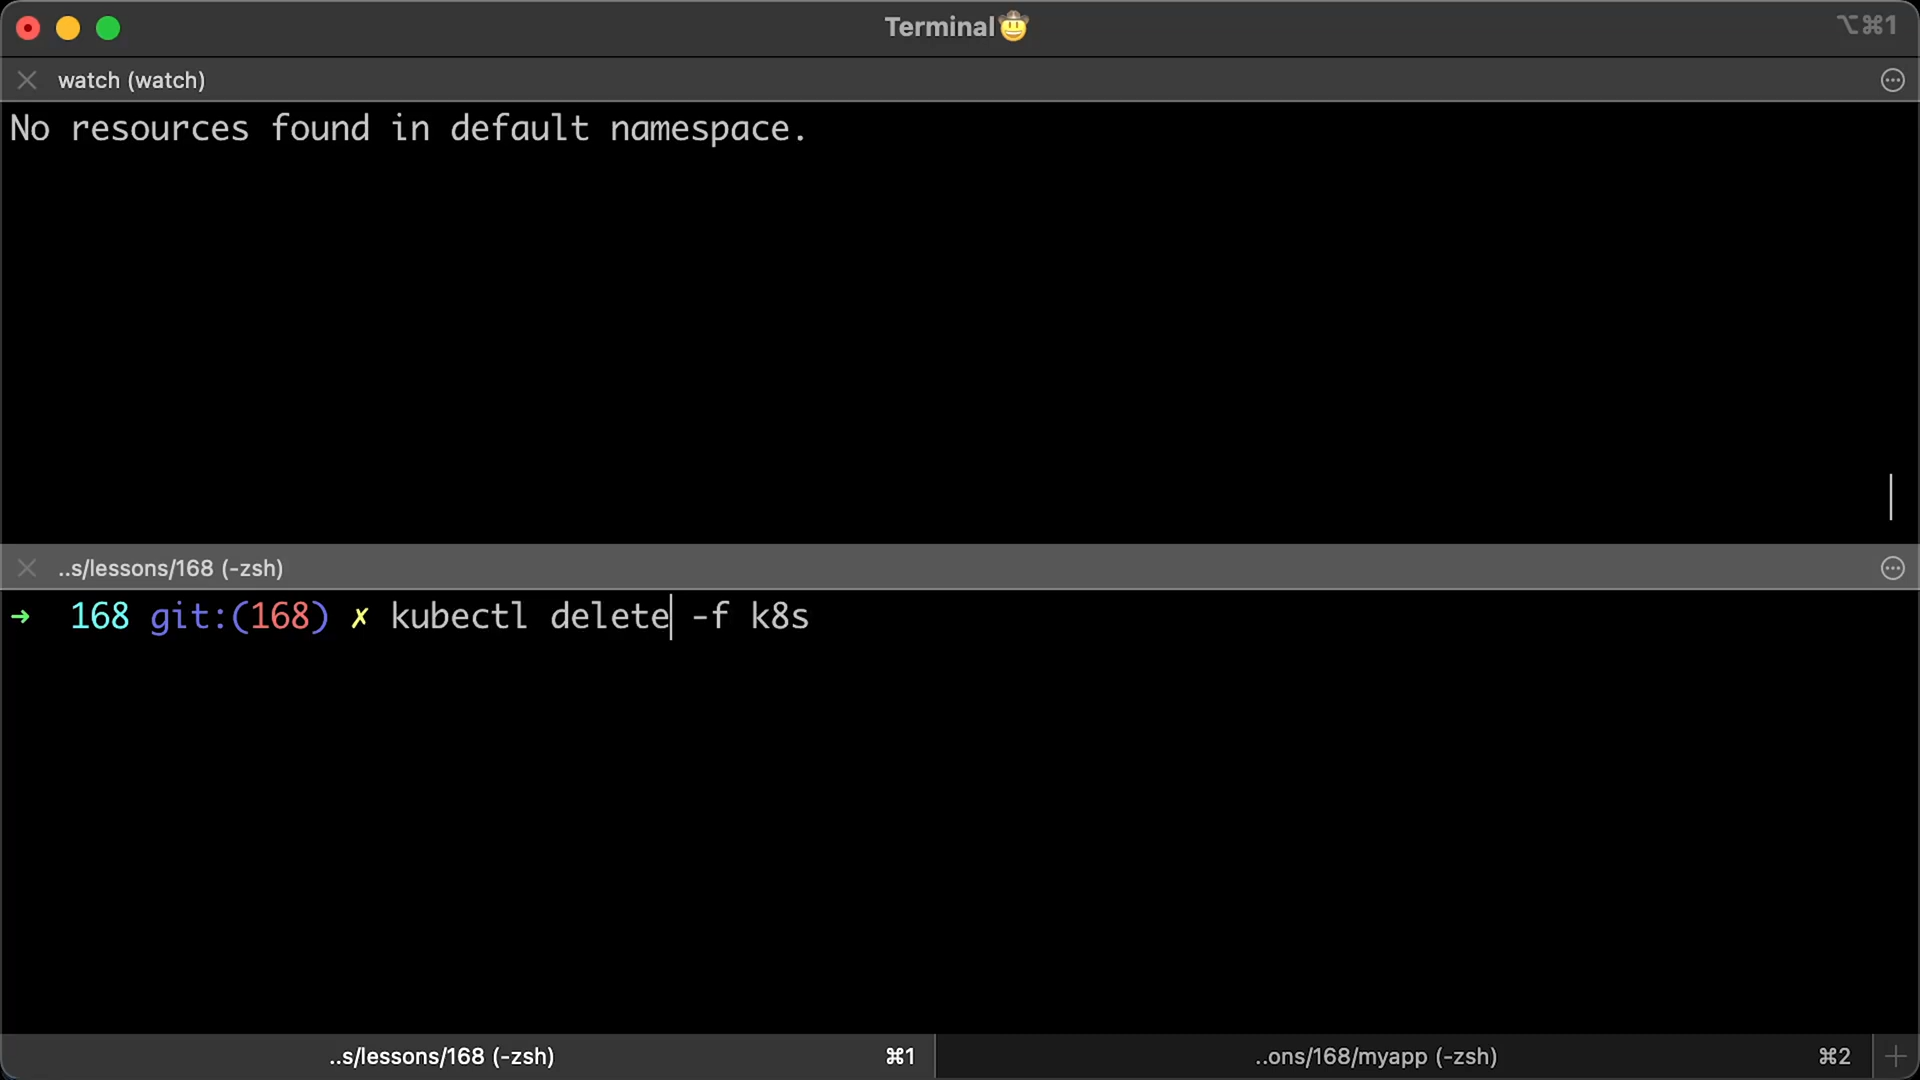 Terminal🤠
⌥⌘1
watch (watch)
No resources found in default namespace.
..s/lessons/168 (-zsh)
➜ 168 git:(168) ✗ kubectl delete -f k8s
..s/lessons/168 (-zsh) ⌘1
..ons/168/myapp (-zsh) ⌘2